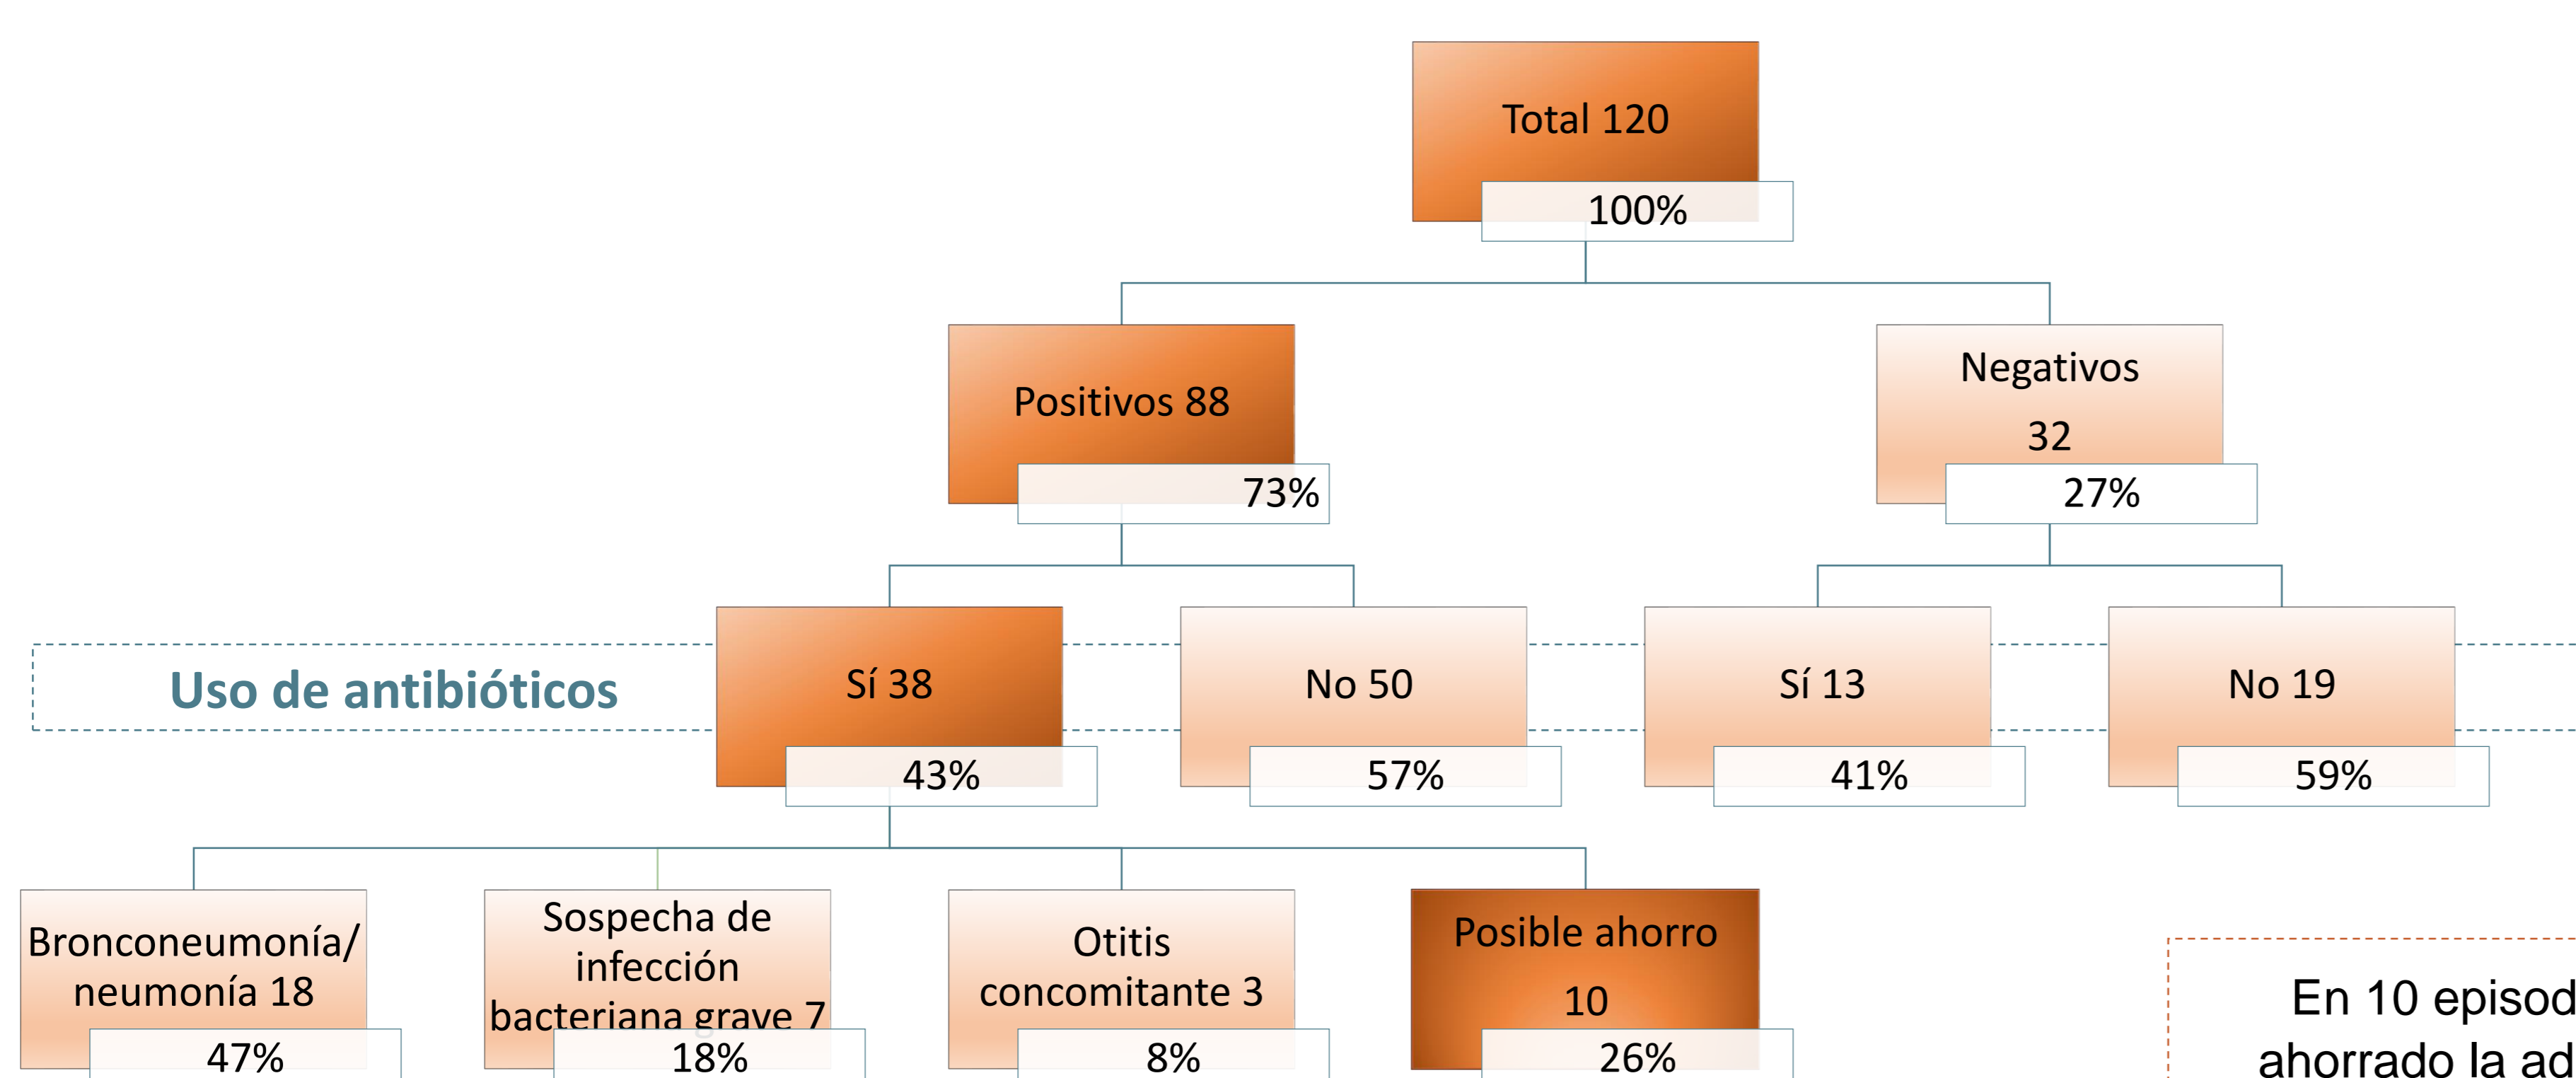 Total 120
100%
Positivos 88
73%
Negativos
32
27%
Uso de antibióticos
Sí 38
43%
No 50
57%
Sí 13
41%
No 19
59%
Bronconeumonía/
neumonía 18
47%
Sospecha de
infección
bacteriana grave 7
18%
Otitis
concomitante 3
8%
Posible ahorro
10
26%
En 10
ahorrado la